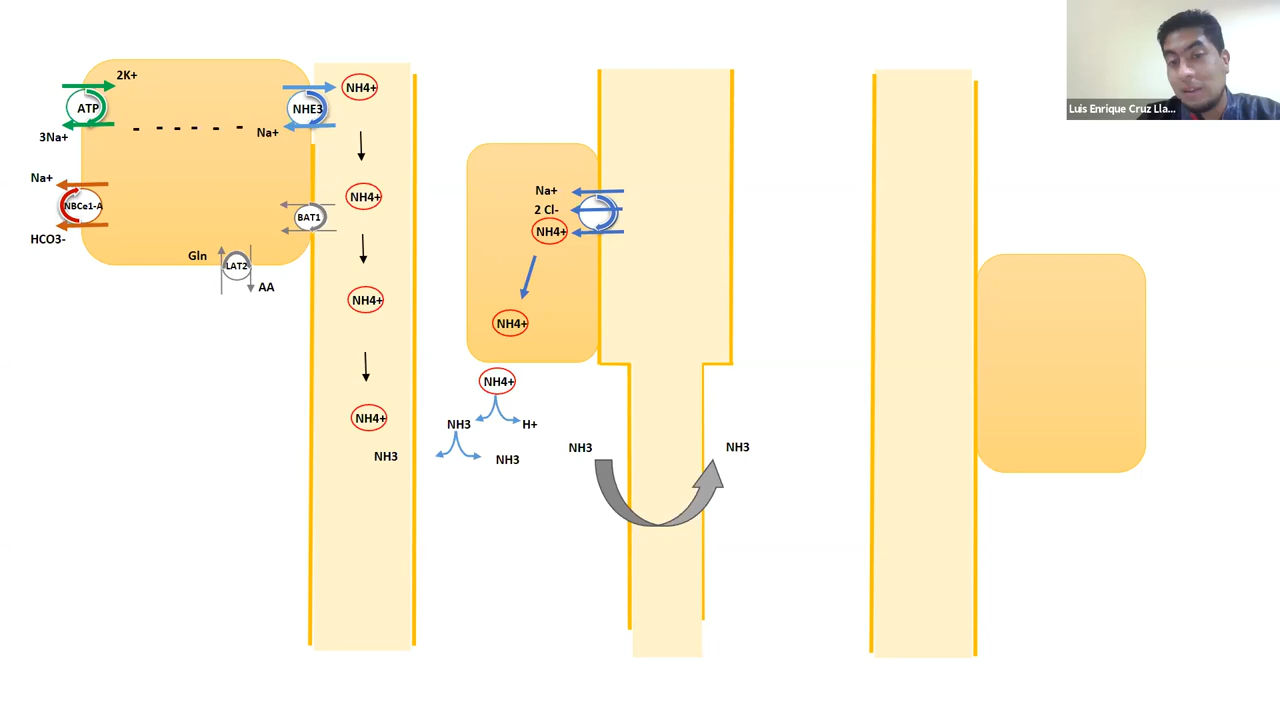 2K+
ATP
3Na+
Na+
NBCe1-A
HCO3-
Gln
LAT2
AA
- - - - - -
NHE3
Na+
BAT1
NH4+
NH4+
NH4+
NH4+
NH3
Na+
2 Cl-
NH4+
NH4+
NH4+
NH3
H+
NH3
NH3
NH3
Luis Enrique Cruz Lla...